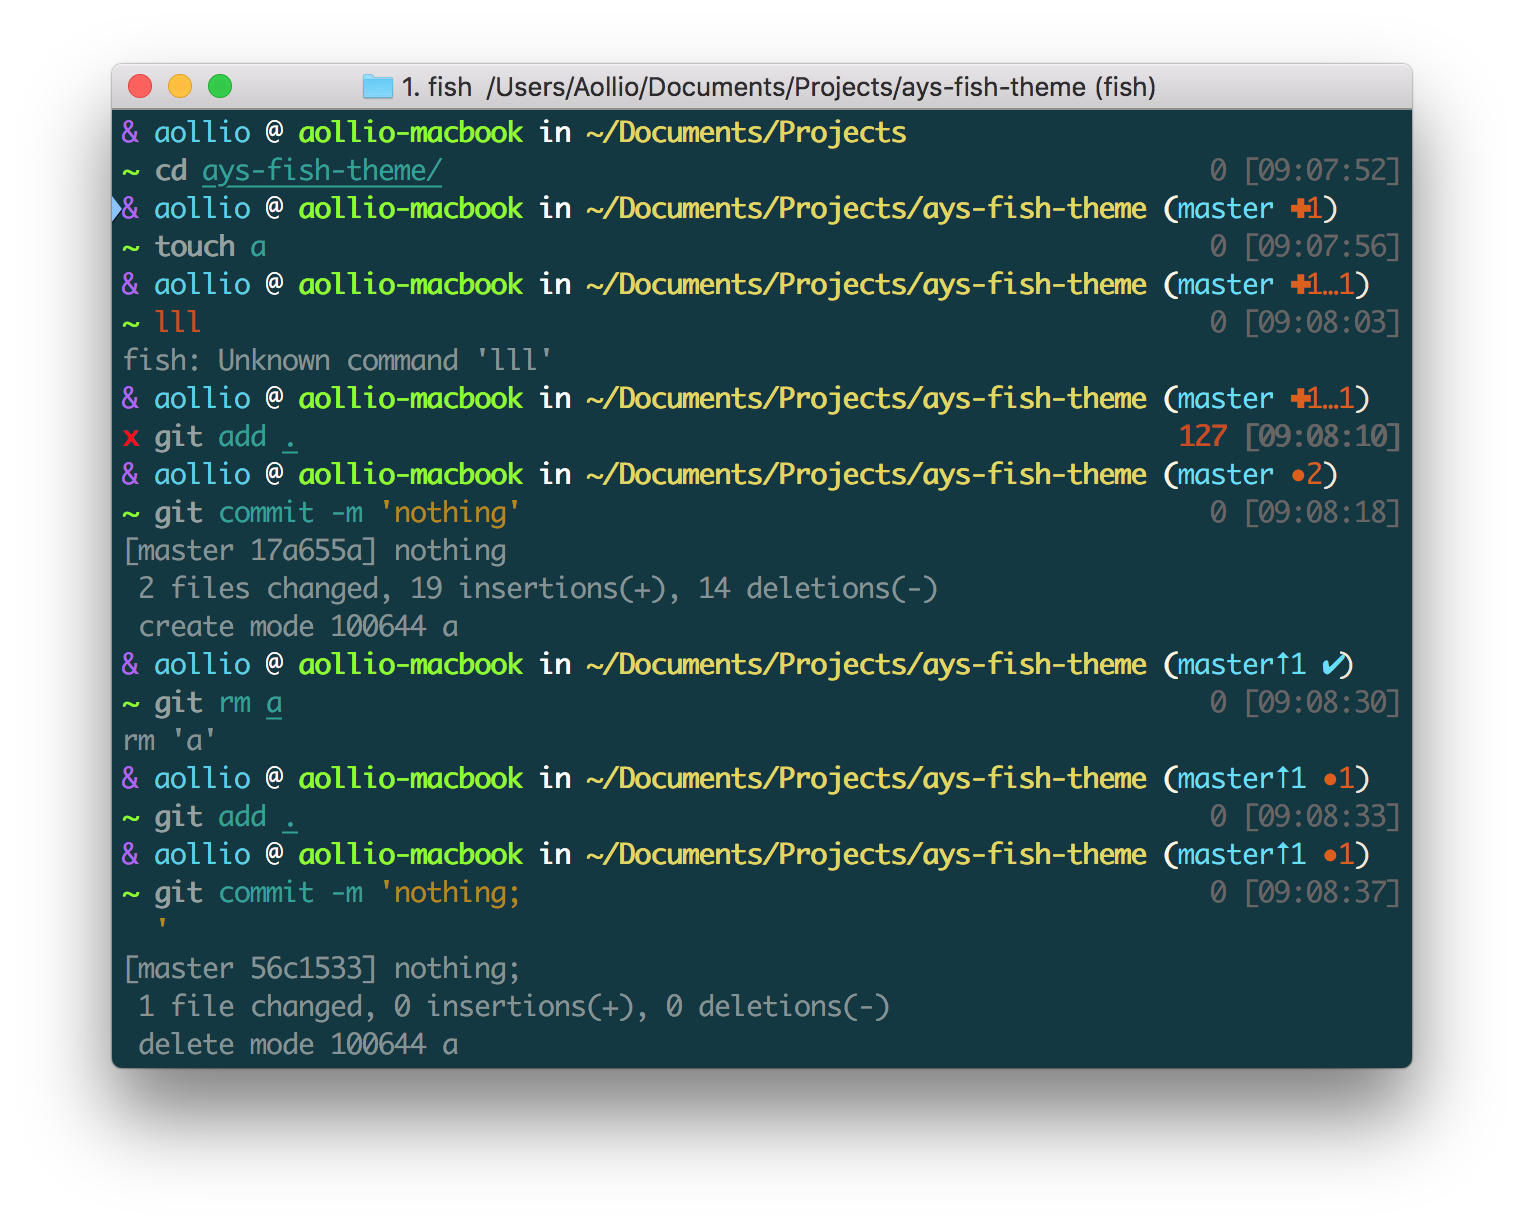 1. fish  /Users/Aollio/Documents/Projects/ays-fish-theme (fish)
& aollio @ aollio-macbook in ~/Documents/Projects
~ cd ays-fish-theme/ 0 [09:07:52]
& aollio @ aollio-macbook in ~/Documents/Projects/ays-fish-theme (master ✚1)
~ touch a 0 [09:07:56]
& aollio @ aollio-macbook in ~/Documents/Projects/ays-fish-theme (master ✚1…1)
~ lll 0 [09:08:03]
fish: Unknown command 'lll'
& aollio @ aollio-macbook in ~/Documents/Projects/ays-fish-theme (master ✚1…1)
x git add . 127 [09:08:10]
& aollio @ aollio-macbook in ~/Documents/Projects/ays-fish-theme (master ●2)
~ git commit -m 'nothing' 0 [09:08:18]
[master 17a655a] nothing
 2 files changed, 19 insertions(+), 14 deletions(-)
 create mode 100644 a
& aollio @ aollio-macbook in ~/Documents/Projects/ays-fish-theme (master↑1 ✔)
~ git rm a 0 [09:08:30]
rm 'a'
& aollio @ aollio-macbook in ~/Documents/Projects/ays-fish-theme (master↑1 ●1)
~ git add . 0 [09:08:33]
& aollio @ aollio-macbook in ~/Documents/Projects/ays-fish-theme (master↑1 ●1)
~ git commit -m 'nothing; 0 [09:08:37]
  '
[master 56c1533] nothing;
 1 file changed, 0 insertions(+), 0 deletions(-)
 delete mode 100644 a